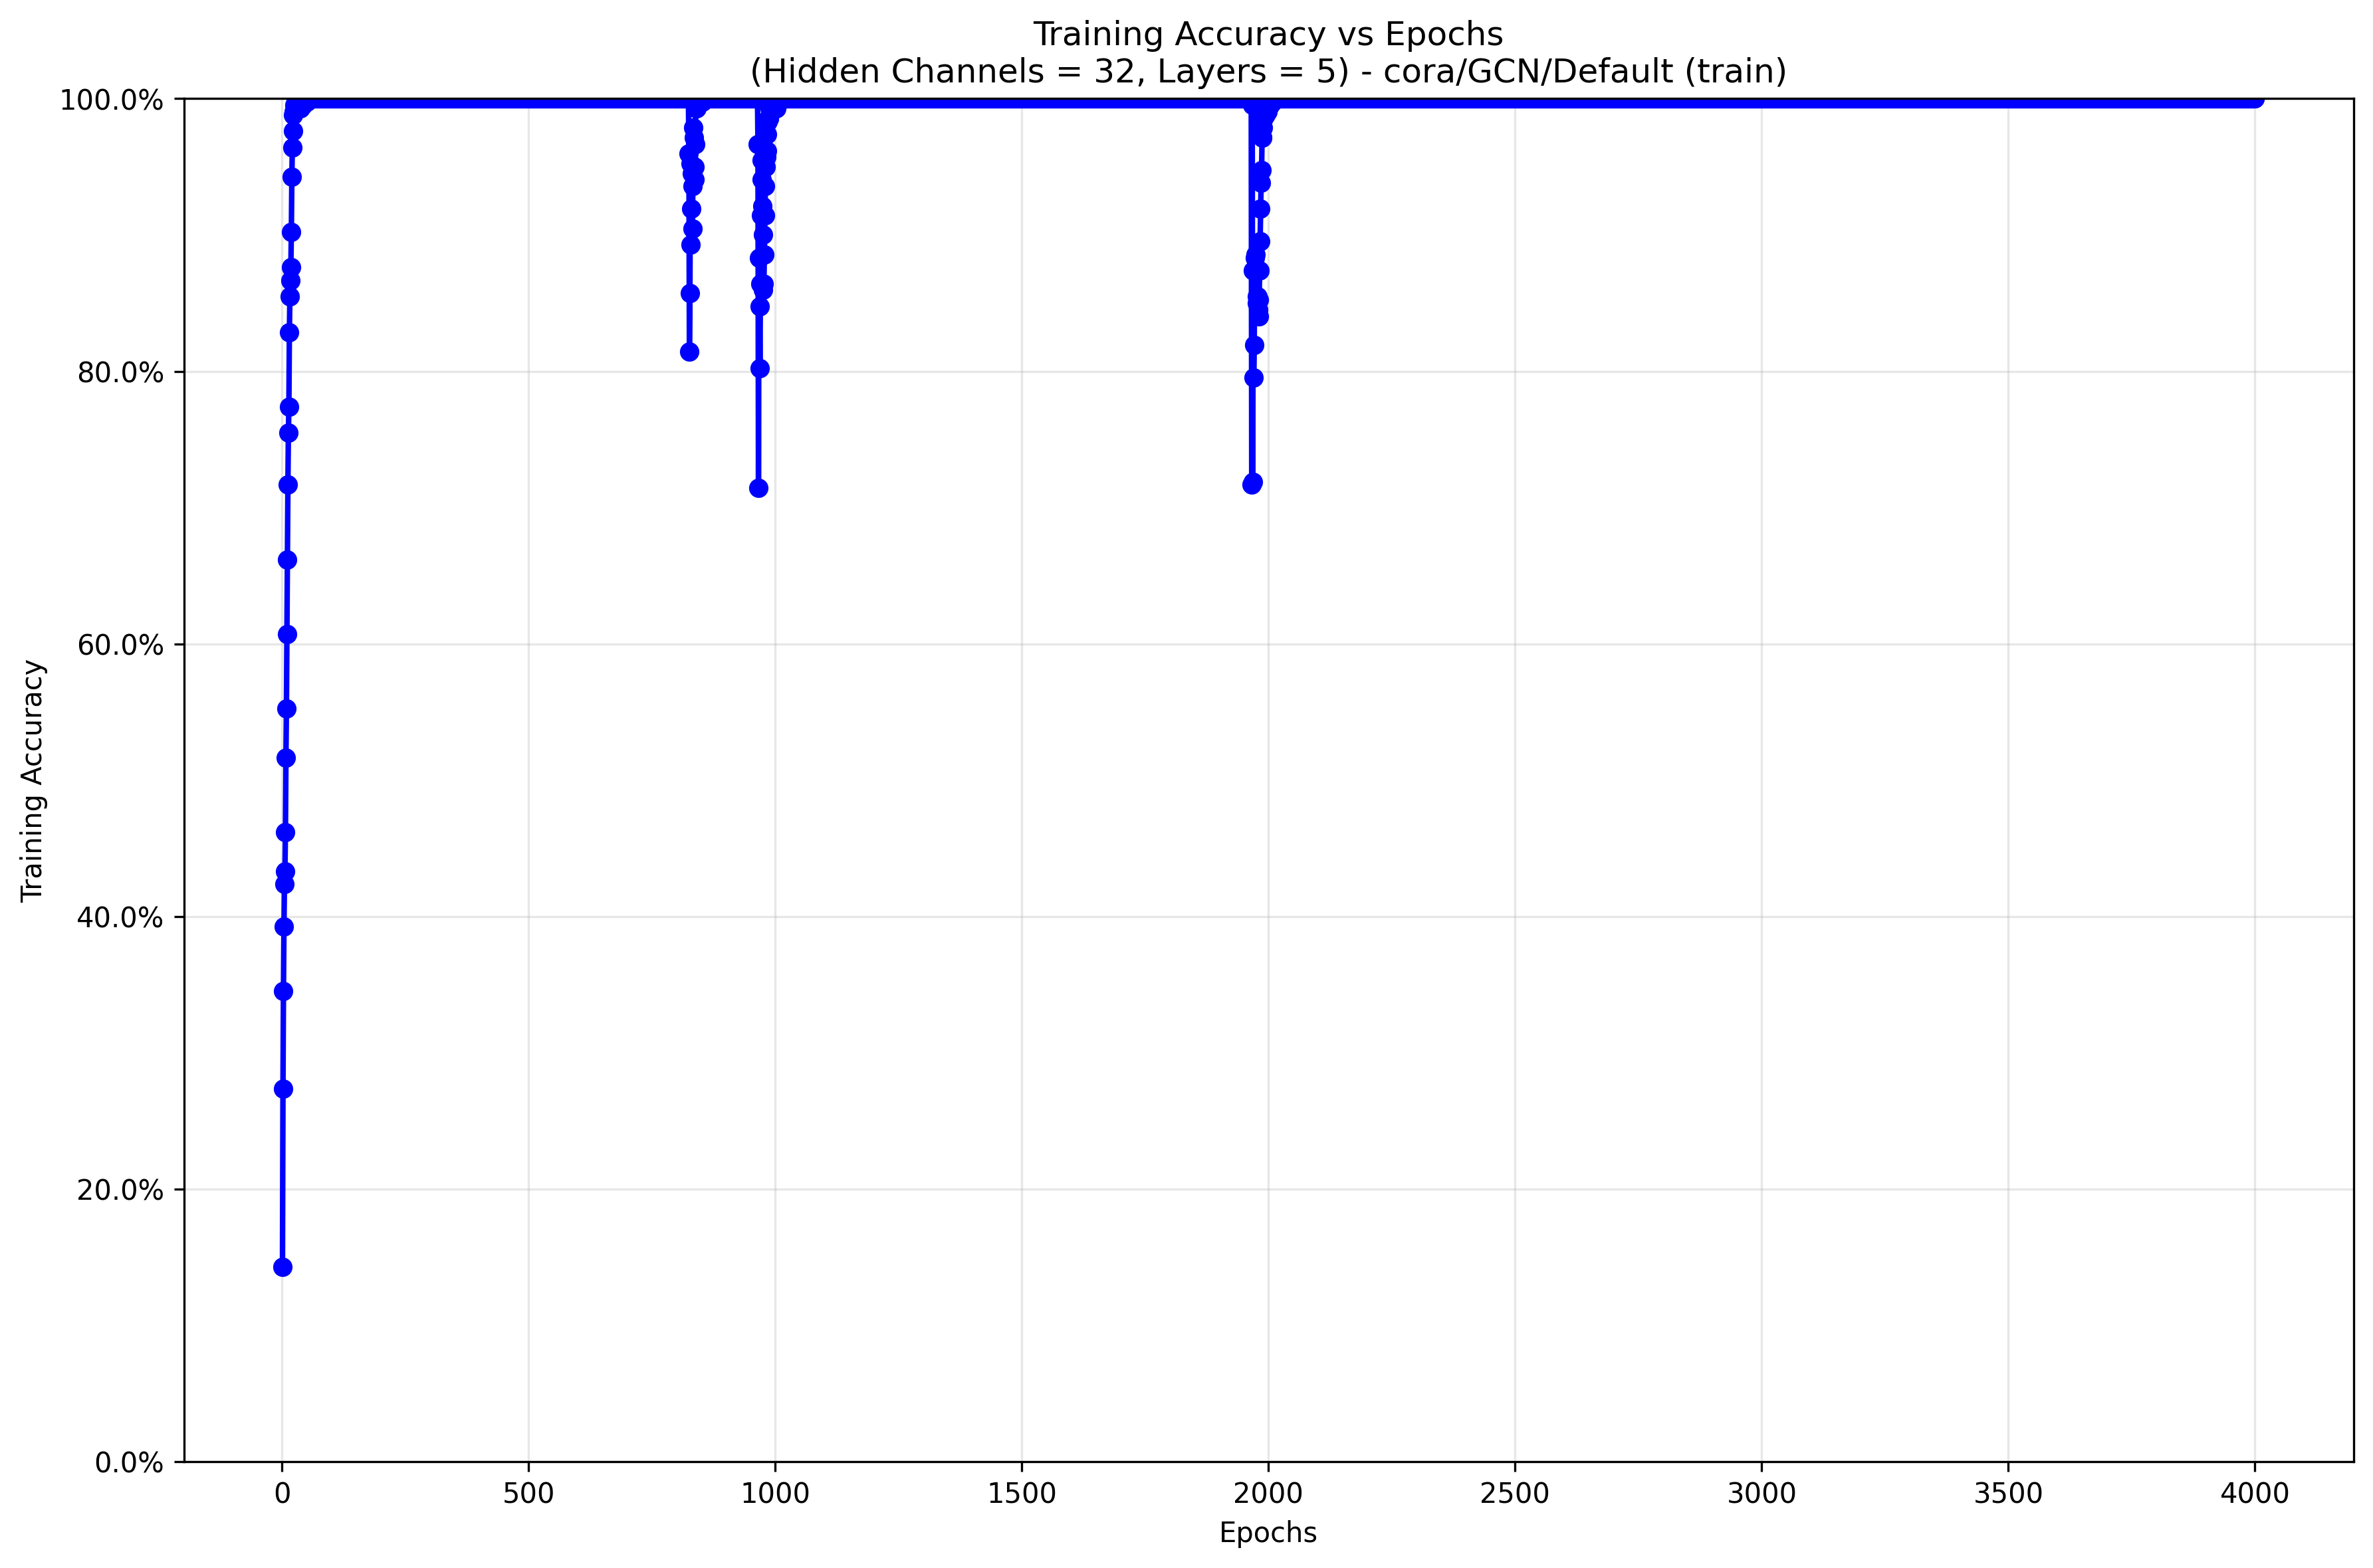 Training Accuracy vs Epochs
(Hidden Channels = 32, Layers = 5) - cora/GCN/Default (train)
100.0%
80.0%
60.0%
40.0%
20.0%
0.0%
Training Accuracy
0 500 1000 1500 2000 2500 3000 3500 4000
Epochs